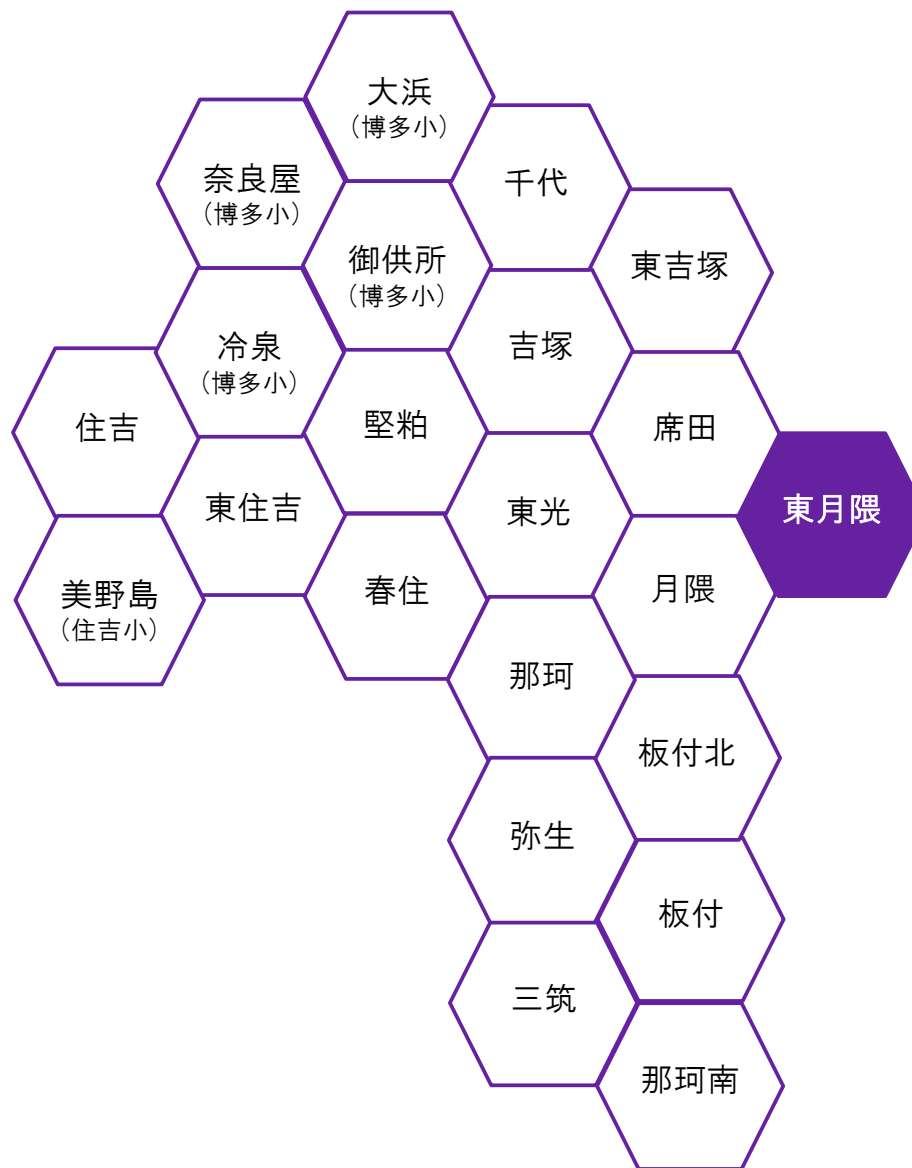 大浜
（博多小）
千代
奈良屋
（博多小）
御供所
（博多小）
東吉塚
冷泉
（博多小）
吉塚
住吉
堅粕
席田
東住吉
東光
東月隈
美野島
（住吉小）
春住
月隈
那珂
板付北
弥生
板付
三筑
那珂南